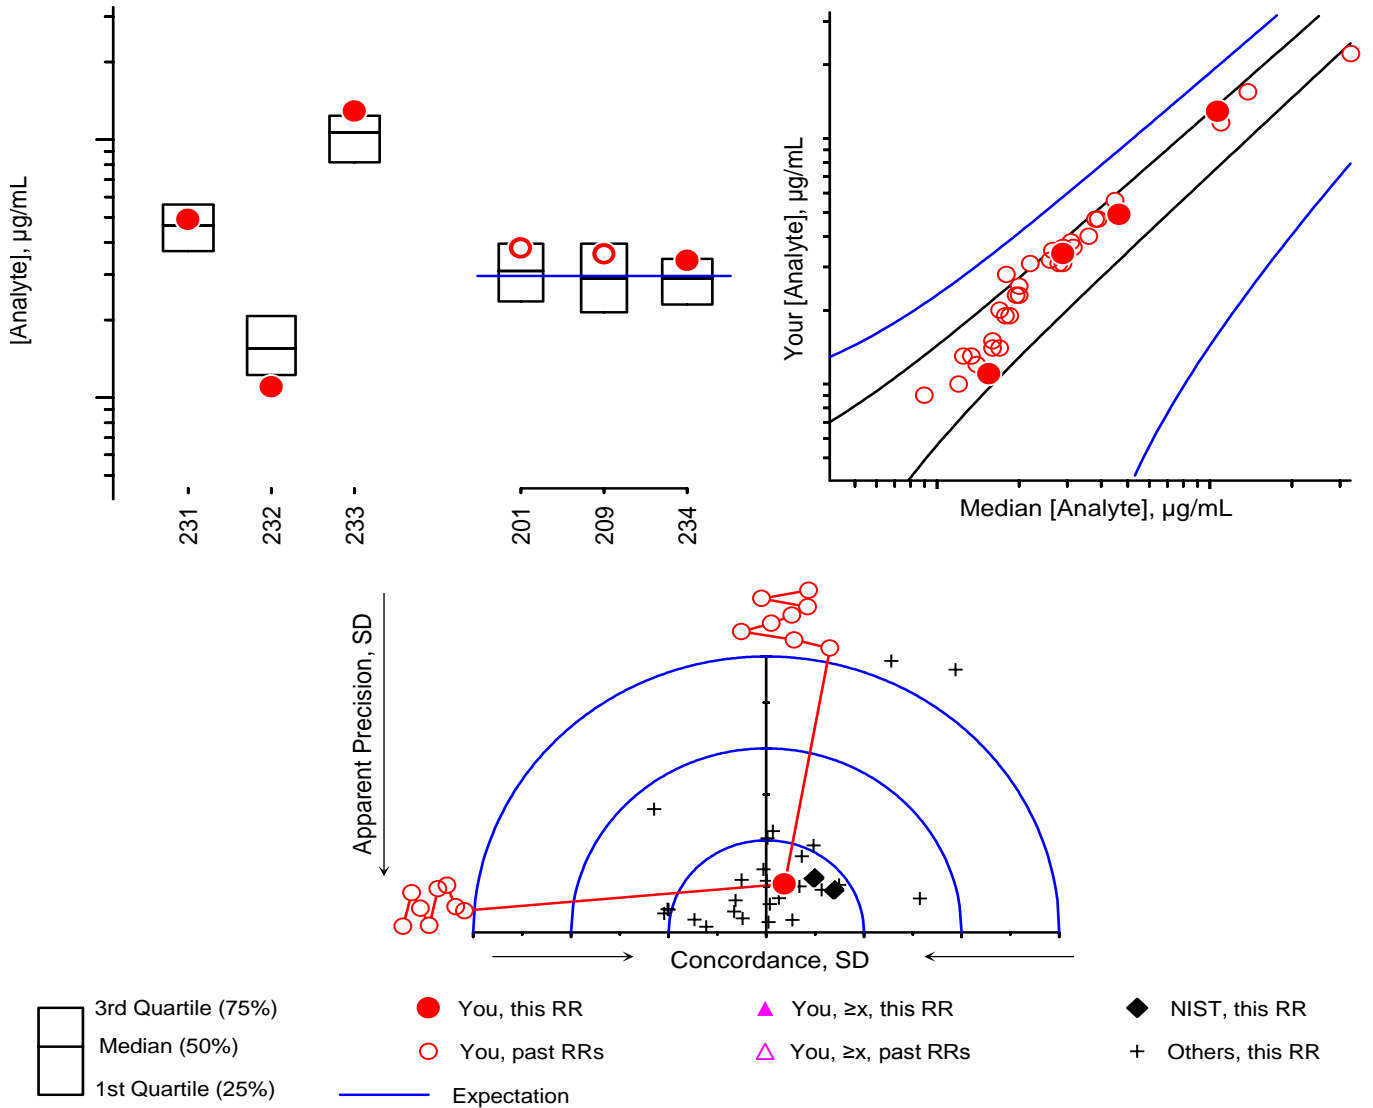 [Analyte], µg/mL
231
232
233
201
209
234
Your [Analyte], µg/mL
Median [Analyte], µg/mL
Apparent Precision, SD
Concordance, SD
3rd Quartile (75%)
Median (50%)
1st Quartile (25%)
You, this RR
You, past RRs
Expectation
You, ≥x, this RR
You, ≥x, past RRs
NIST, this RR
Others, this RR